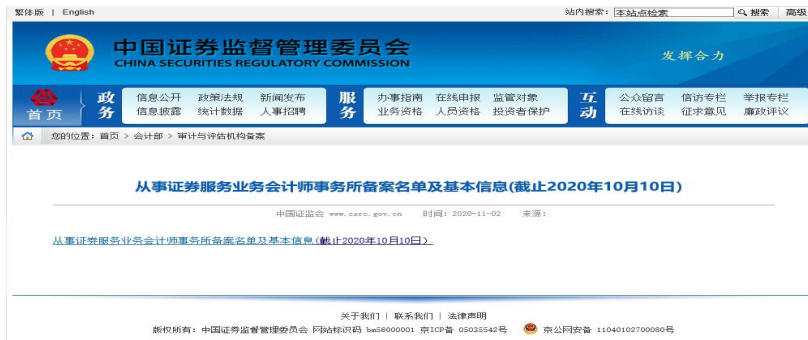 繁体版 | English
站内搜索: 本站点检索 搜索 高级
中国证券监督管理委员会
CHINA SECURITIES REGULATORY COMMISSION
发挥合力
首页
政务 信息公开 政策法规 新闻发布
信息披露 统计数据 人事招聘
服务 办事指南 在线申报 监管对象
业务资格 人员资格 投资者保护
互动 公众留言 信访专栏 举报专栏
在线访谈 征求意见 廉政评议
您的位置: 首页 > 会计部 > 审计与评估机构备案
从事证券服务业务会计师事务所备案名单及基本信息(截止2020年10月10日)
中国证监会 www.csrc.gov.cn 时间: 2020-11-02 来源:
从事证券服务业务会计师事务所备案名单及基本信息(截止2020年10月10日)
关于我们 | 联系我们 | 法律声明
版权所有: 中国证券监督管理委员会 网站标识码 bm56000001 京ICP备 05035542号 京公网安备 11040102700080号